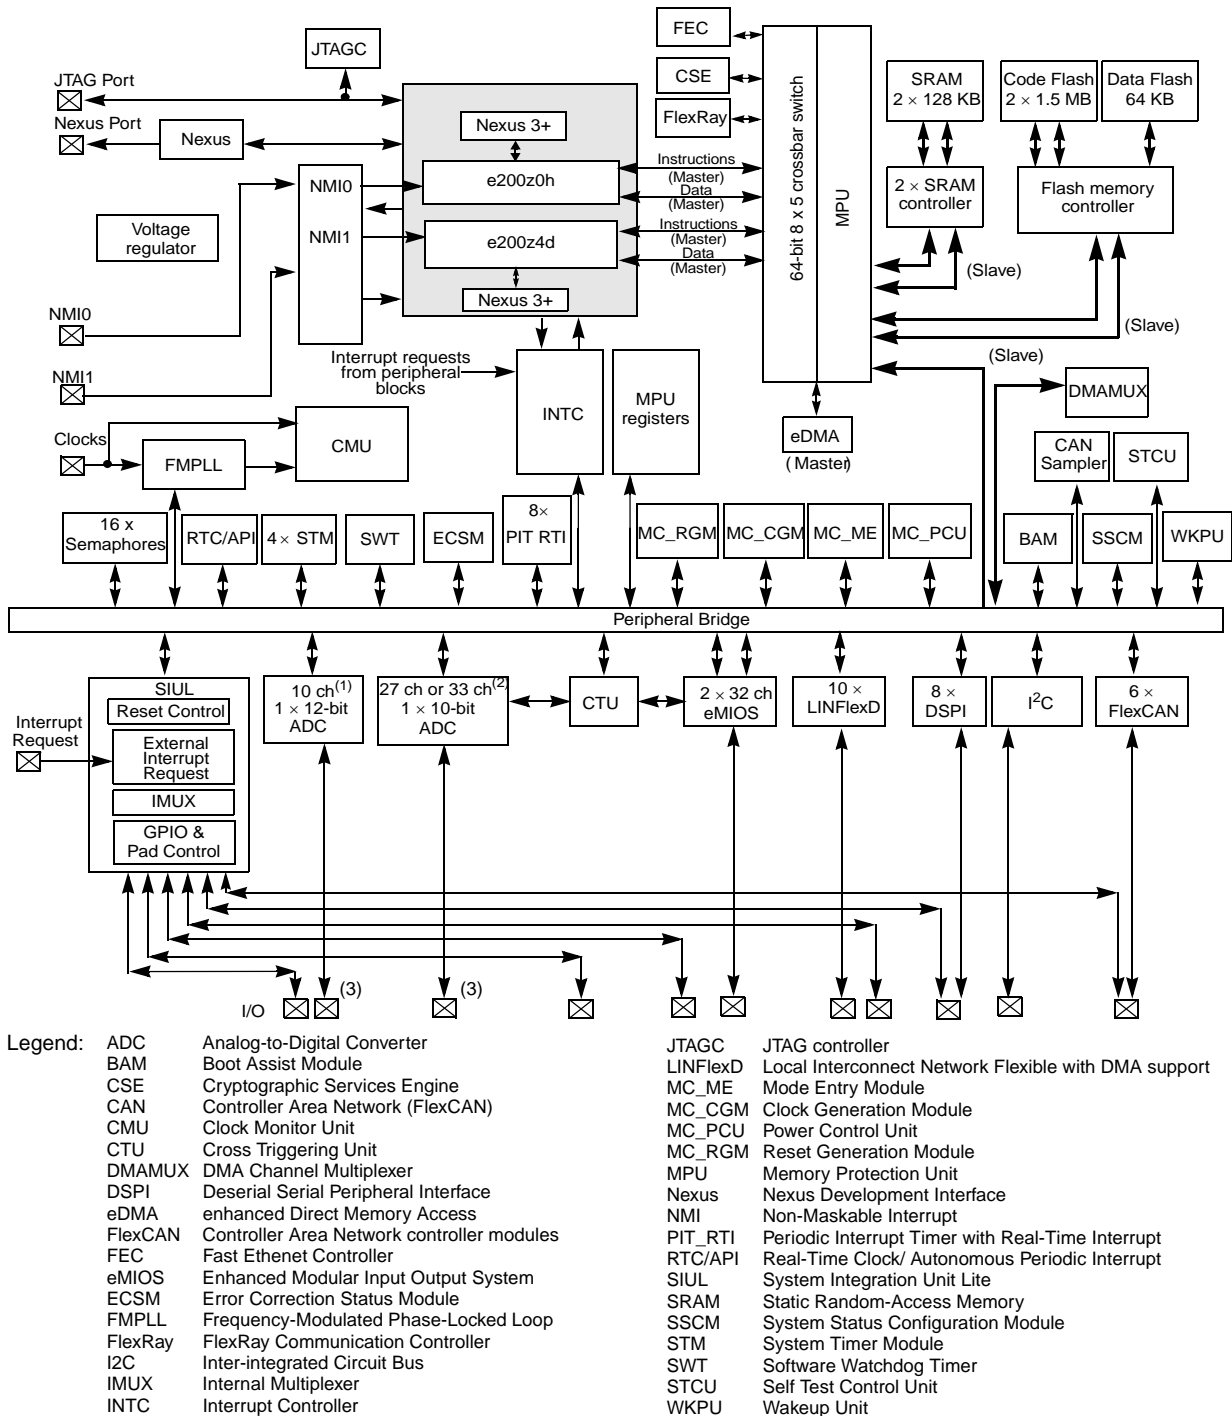 JTAGC
JTAG Port
Nexus Port
Nexus
Nexus 3+
e200z0h
e200z4d
Nexus 3+
NMI0
NMI1
Voltage
regulator
NMI0
NMI1
Instructions
(Master)
Data
(Master)
Instructions
(Master)
Data
(Master)
FEC
CSE
FlexRay
64-bit 8 x 5 crossbar switch
MPU
SRAM
2 × 128 KB
Code Flash
2 × 1.5 MB
Data Flash
64 KB
2 × SRAM
controller
Flash memory
controller
(Slave)
(Slave)
(Slave)
Interrupt requests
from peripheral
blocks
INTC
MPU
registers
eDMA
(Master)
DMAMUX
Clocks
FMPLL
CMU
CAN
Sampler
STCU
16 x
Semaphores
RTC/API
4 × STM
SWT
ECSM
8×
PIT RTI
MC_RGM
MC_CGM
MC_ME
MC_PCU
BAM
SSCM
WKPU
Peripheral Bridge
SIUL
Reset Control
External
Interrupt
Request
IMUX
GPIO &
Pad Control
Interrupt
Request
10 ch(1)
1 × 12-bit
ADC
27 ch or 33 ch(2)
1 × 10-bit
ADC
CTU
2 × 32 ch
eMIOS
10 ×
LINFlexD
8 ×
DSPI
I2C
6 ×
FlexCAN
I/O
(3)
(3)
Legend:
ADC Analog-to-Digital Converter
BAM Boot Assist Module
CSE Cryptographic Services Engine
CAN Controller Area Network (FlexCAN)
CMU Clock Monitor Unit
CTU Cross Triggering Unit
DMAMUX DMA Channel Multiplexer
DSPI Deserial Serial Peripheral Interface
eDMA enhanced Direct Memory Access
FlexCAN Controller Area Network controller modules
FEC Fast Ethenet Controller
eMIOS Enhanced Modular Input Output System
ECSM Error Correction Status Module
FMPLL Frequency-Modulated Phase-Locked Loop
FlexRay FlexRay Communication Controller
I2C Inter-integrated Circuit Bus
IMUX Internal Multiplexer
INTC Interrupt Controller
JTAGC JTAG controller
LINFlexD Local Interconnect Network Flexible with DMA support
MC_ME Mode Entry Module
MC_CGM Clock Generation Module
MC_PCU Power Control Unit
MC_RGM Reset Generation Module
MPU Memory Protection Unit
Nexus Nexus Development Interface
NMI Non-Maskable Interrupt
PIT_RTI Periodic Interrupt Timer with Real-Time Interrupt
RTC/API Real-Time Clock/ Autonomous Periodic Interrupt
SIUL System Integration Unit Lite
SRAM Static Random-Access Memory
SSCM System Status Configuration Module
STM System Timer Module
SWT Software Watchdog Timer
STCU Self Test Control Unit
WKPU Wakeup Unit